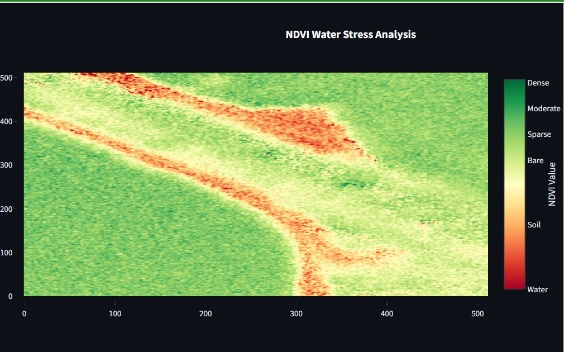 NDVI Water Stress Analysis
500
400
300
200
100
0
0 100 200 300 400 500
Dense
Moderate
Sparse
Bare
Soil
Water
NDVI Value